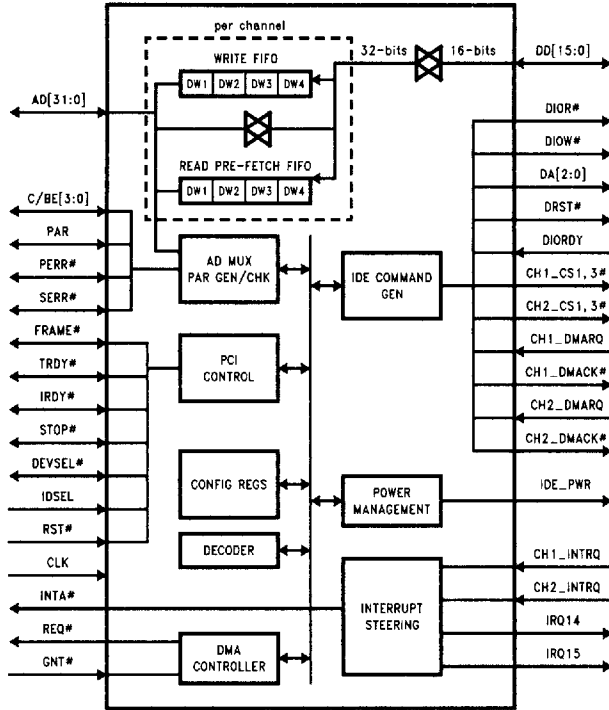 per channel
WRITE FIFO
32-bits
16-bits
DD[15:0]
DW1 DW2 DW3 DW4
AD[31:0]
DIOR#
DIOW#
READ PRE-FETCH FIFO
DW1 DW2 DW3 DW4
DA[2:0]
C/BE[3:0]
DRST#
PAR
DIORDY
AD MUX
PAR GEN/CHK
IDE COMMAND
GEN
PERR#
CH1_CS1,3#
SERR#
CH2_CS1,3#
FRAME#
CH1_DMARQ
TRDY#
PCI
CONTROL
CH1_DMACK#
IRDY#
CH2_DMARQ
STOP#
CH2_DMACK#
DEVSEL#
CONFIG REGS
POWER
MANAGEMENT
IDE_PWR
IDSEL
RST#
DECODER
CLK
CH1_INTRQ
INTA#
CH2_INTRQ
INTERRUPT
STEERING
REQ#
IRQ14
DMA
CONTROLLER
GNT#
IRQ15